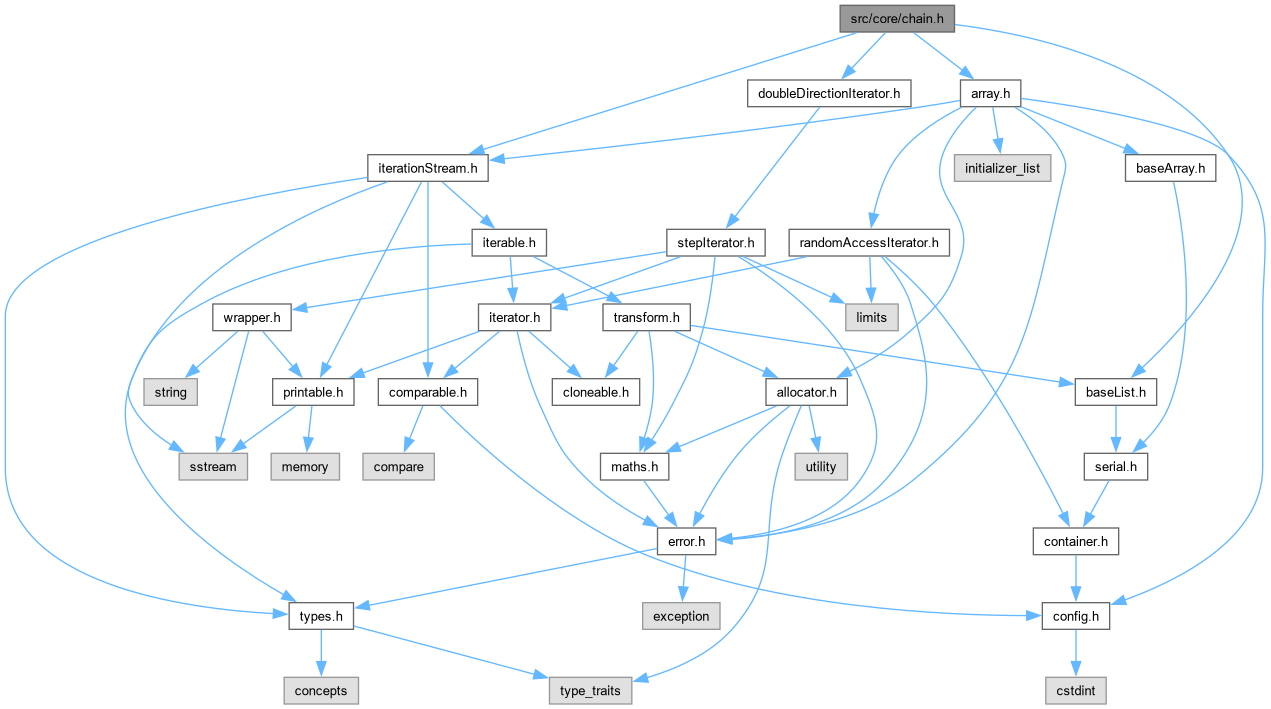 src/core/chain.h
doubleDirectionIterator.h
array.h
iterationStream.h
initializer_list
baseArray.h
iterable.h
stepIterator.h
randomAccessIterator.h
wrapper.h
iterator.h
transform.h
limits
string
printable.h
comparable.h
cloneable.h
allocator.h
baseList.h
sstream
memory
compare
maths.h
utility
serial.h
error.h
container.h
types.h
exception
config.h
concepts
type_traits
cstdint